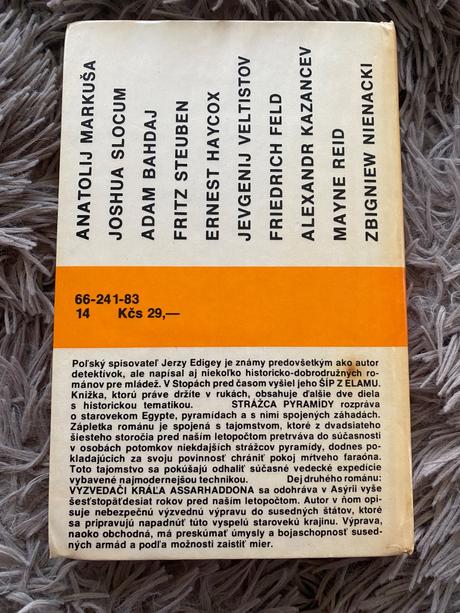 ANATOLIJ MARKUŠA
JOSHUA SLOCUM
ADAM BAHDAJ
FRITZ STEUBEN
ERNEST HAYCOX
JEVGENIJ VELTISTOV
FRIEDRICH FELD
ALEXANDR KAZANCEV
MAYNE REID
ZBIGNIEW NIENACKI
66-241-83
14 Kčs 29,—
Poľský spisovateľ Jerzy Edigey je známy predovšetkým ako autor
detektívok, ale napísal aj niekoľko historicko-dobrodružných ro-
mánov pre mládež. V Stopách pred časom vyšiel jeho ŠÍP Z ELAMU.
Knižka, ktorú práve držíte v rukách, obsahuje ďalšie dve diela
s historickou tematikou. STRÁŽCA PYRAMÍDY rozpráva
o starovekom Egypte, pyramídach a s nimi spojených záhadách.
Zápletka románu je spojená s tajomstvom, ktoré z dvadsiateho
šiesteho storočia pred naším letopočtom pretrváva do súčasnosti
v osobách potomkov niekdajších strážcov pyramídy, dodnes po-
kladajúcich za svoju povinnosť chrániť pokoj mŕtveho faraóna.
Toto tajomstvo sa pokúšajú odhaliť súčasné vedecké expedície
vybavené najmodernejšou technikou. Dej druhého románu:
VYZVEDAČI KRÁĽA ASSARHADDONA sa odohráva v Asýrii vyše
šesťstopäťdesiat rokov pred naším letopočtom. Autor v ňom opi-
suje nebezpečnú výzvednú výpravu do susedných štátov, ktoré
sa pripravujú napadnúť túto vyspelú starovekú krajinu. Výprava,
naoko obchodná, má preskúmať úmysly a bojaschopnosť sused-
ných armád a podľa možnosti zaistiť mier.